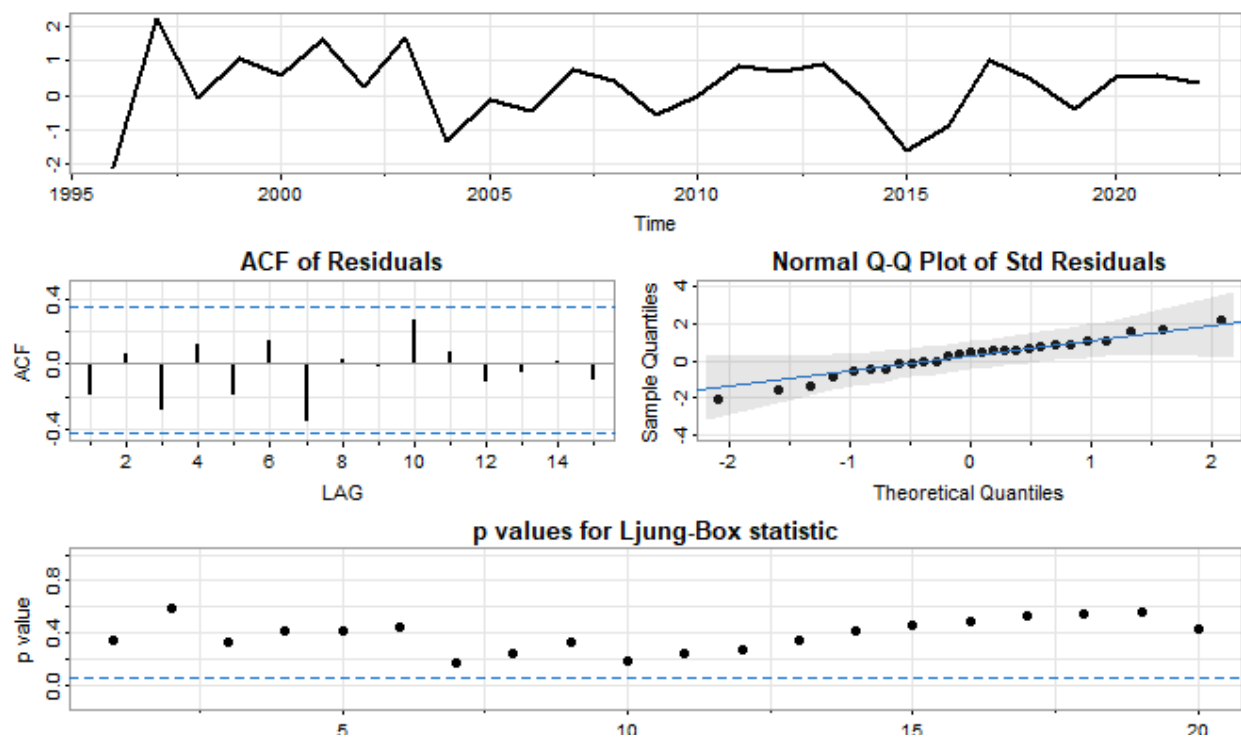 2
1
0
-1
-2
1995 2000 2005 2010 2015 2020
Time
ACF of Residuals
ACF
0.4
0.0
-0.4
2 4 6 8 10 12 14
LAG
Normal Q-Q Plot of Std Residuals
Sample Quantiles
4
2
0
-2
-4
-2 -1 0 1 2
Theoretical Quantiles
p values for Ljung-Box statistic
p value
0.8
0.4
0.0
5 10 15 20